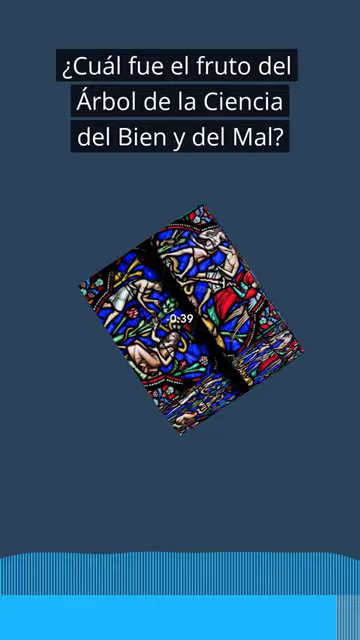 ¿Cuál fue el fruto del
Árbol de la Ciencia
del Bien y del Mal?
-0:39